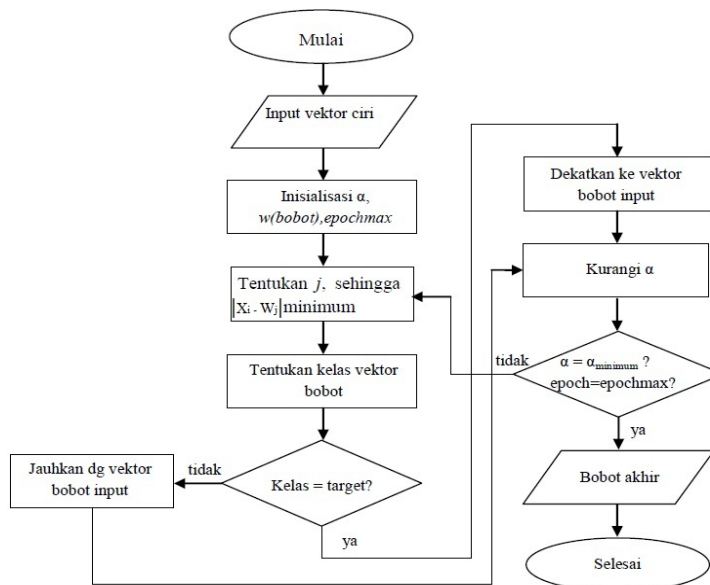 Mulai
Input vektor ciri
Inisialisasi α,
w(bobot),epochmax
Tentukan j, sehingga
|Xi - Wj|minimum
Tentukan kelas vektor
bobot
Kelas = target?
tidak
Jauhkan dg vektor
bobot input
ya
Dekatkan ke vektor
bobot input
Kurangi α
α = αminimum ?
epoch=epochmax?
tidak
ya
Bobot akhir
Selesai